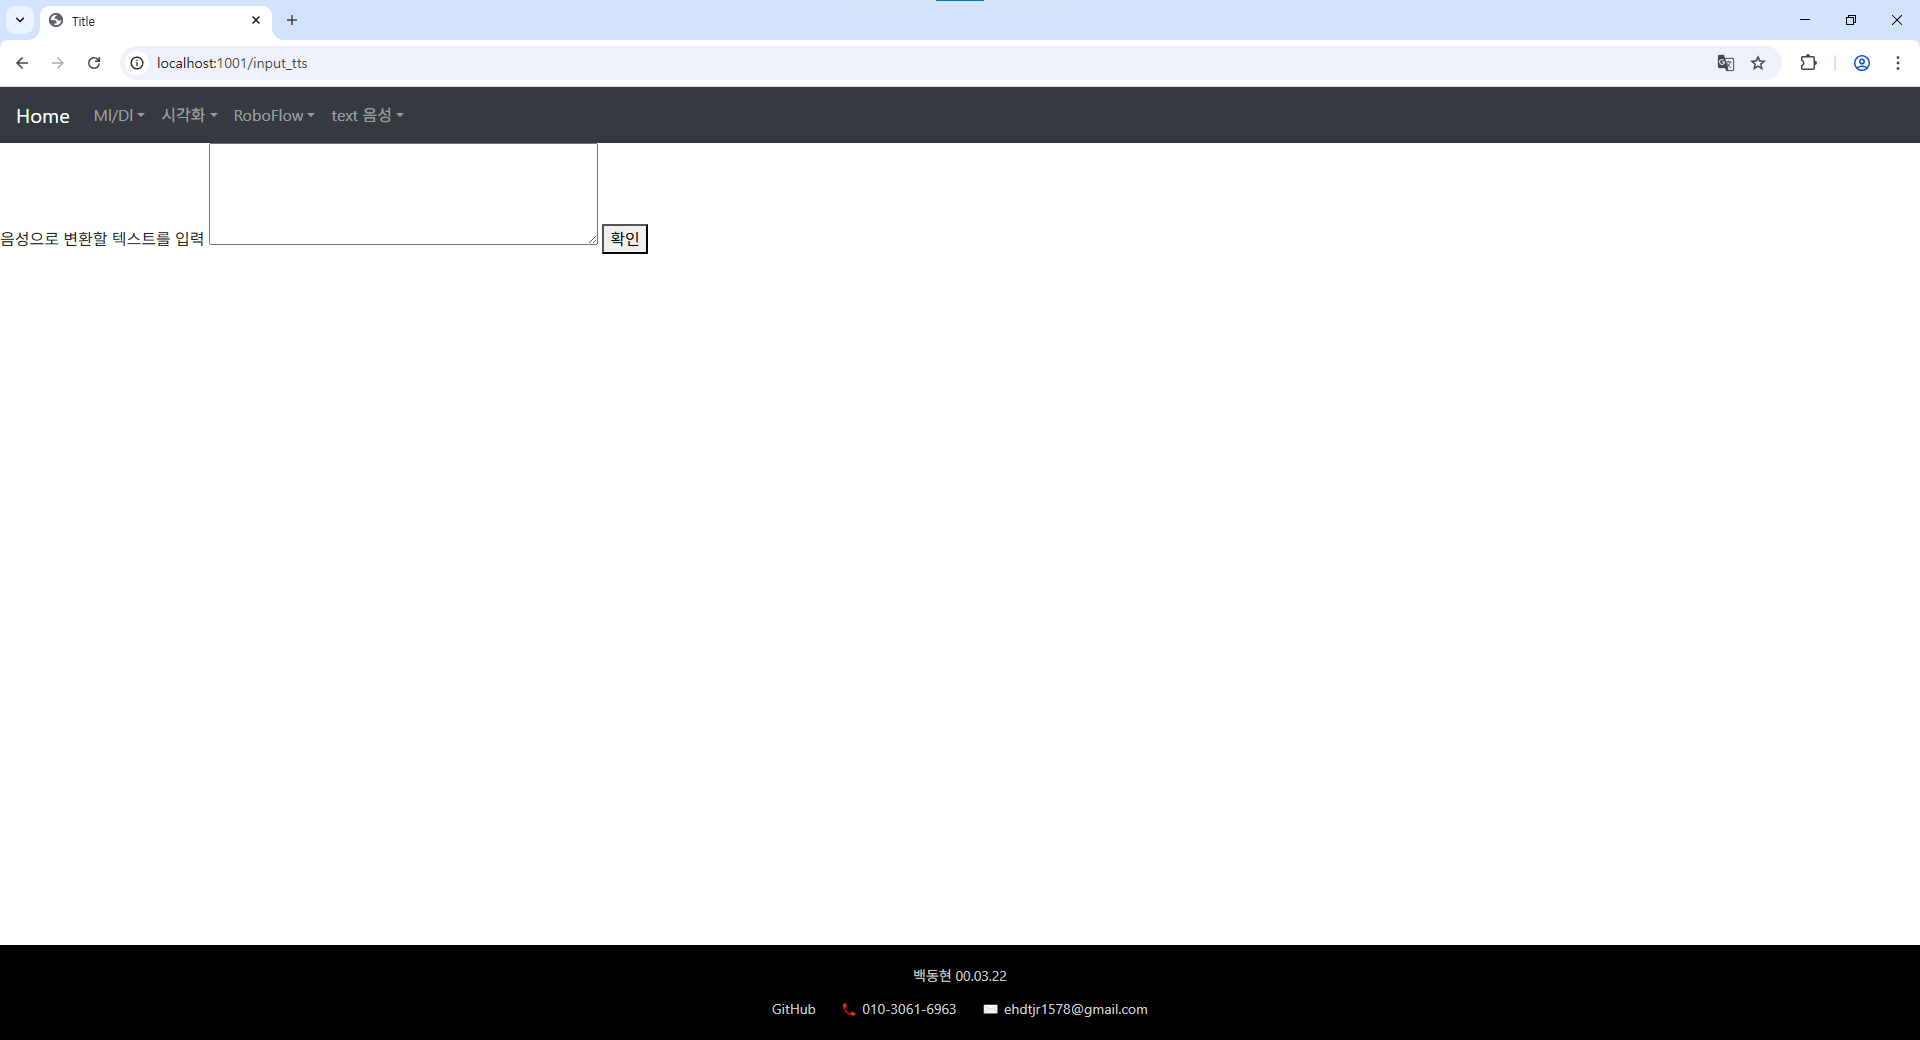 Title
localhost:1001/input_tts
Home Ml/Dl 시각화 RoboFlow text 음성
음성으로 변환할 텍스트를 입력 확인
백동현 00.03.22
GitHub 010-3061-6963 ehdtjr1578@gmail.com